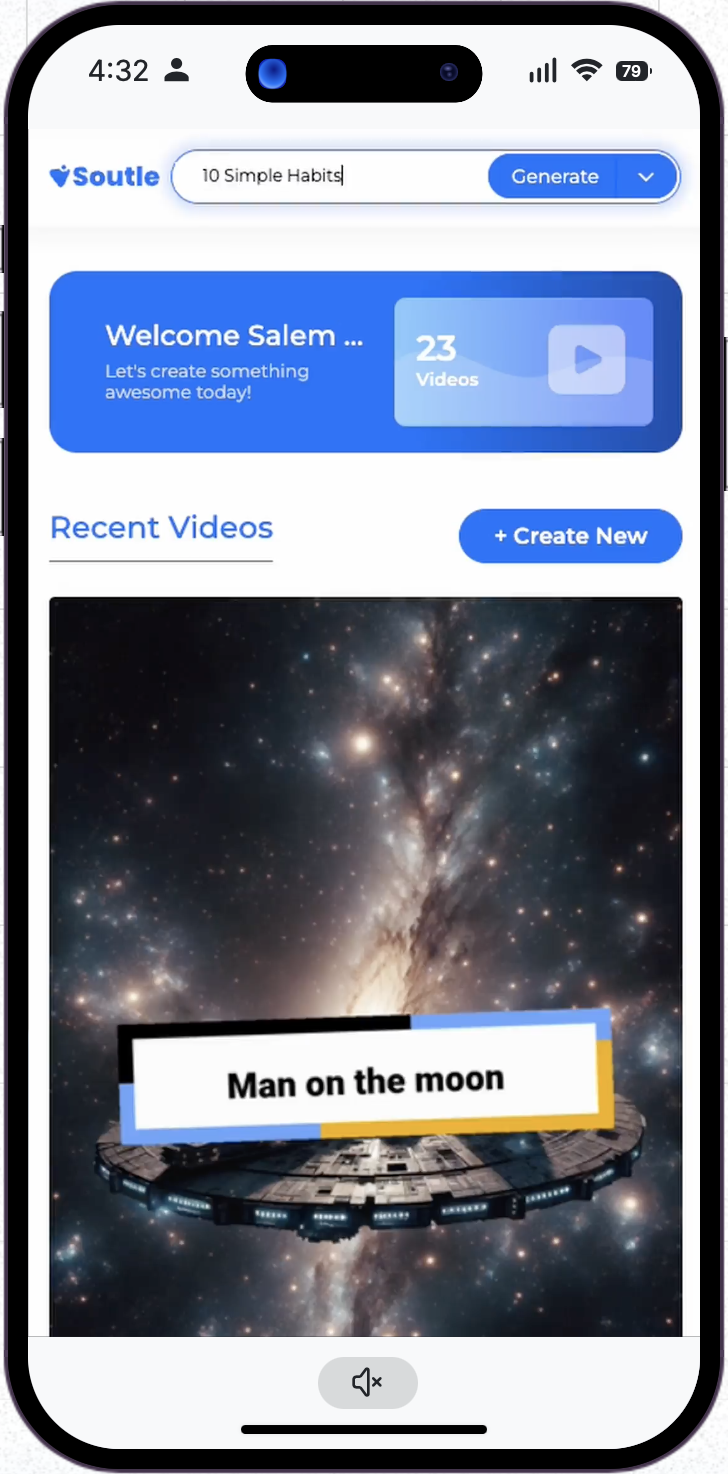 4:32
79
Soutle
10 Simple Habits
Generate
Welcome Salem ...
Let's create something
awesome today!
23
Videos
Recent Videos
+ Create New
Man on the moon